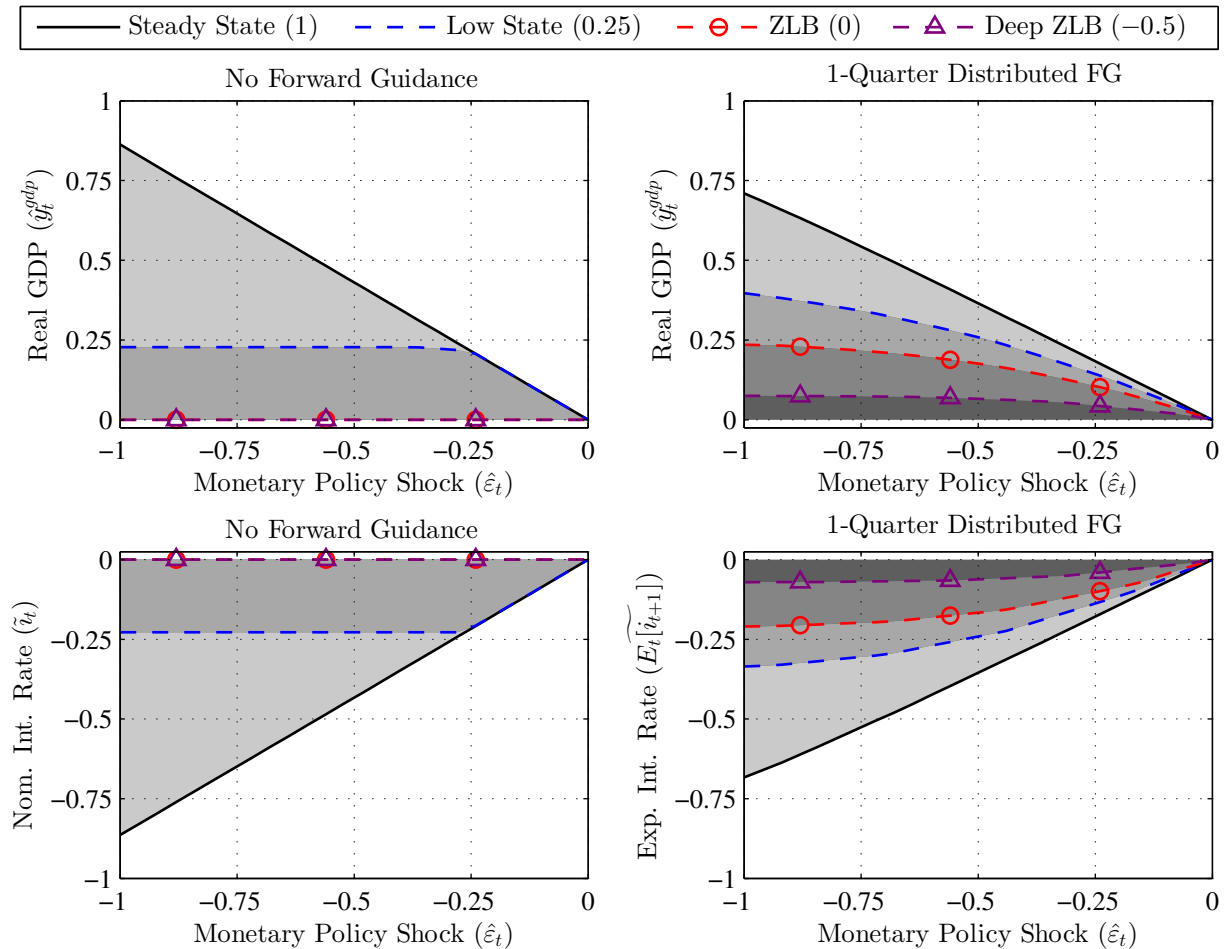 Steady State (1) Low State (0.25) ZLB (0) Deep ZLB (−0.5)
No Forward Guidance
1-Quarter Distributed FG
1
0.75
0.5
0.25
0
Real GDP (ŷ_t^{gdp})
−1 −0.75 −0.5 −0.25 0
Monetary Policy Shock (ε̂_t)
1
0.75
0.5
0.25
0
Real GDP (ŷ_t^{gdp})
−1 −0.75 −0.5 −0.25 0
Monetary Policy Shock (ε̂_t)
No Forward Guidance
1-Quarter Distributed FG
0
−0.25
−0.5
−0.75
−1
Nom. Int. Rate (ĩ_t)
−1 −0.75 −0.5 −0.25 0
Monetary Policy Shock (ε̂_t)
0
−0.25
−0.5
−0.75
−1
Exp. Int. Rate (\widetilde{E_t[i_{t+1}]})
−1 −0.75 −0.5 −0.25 0
Monetary Policy Shock (ε̂_t)